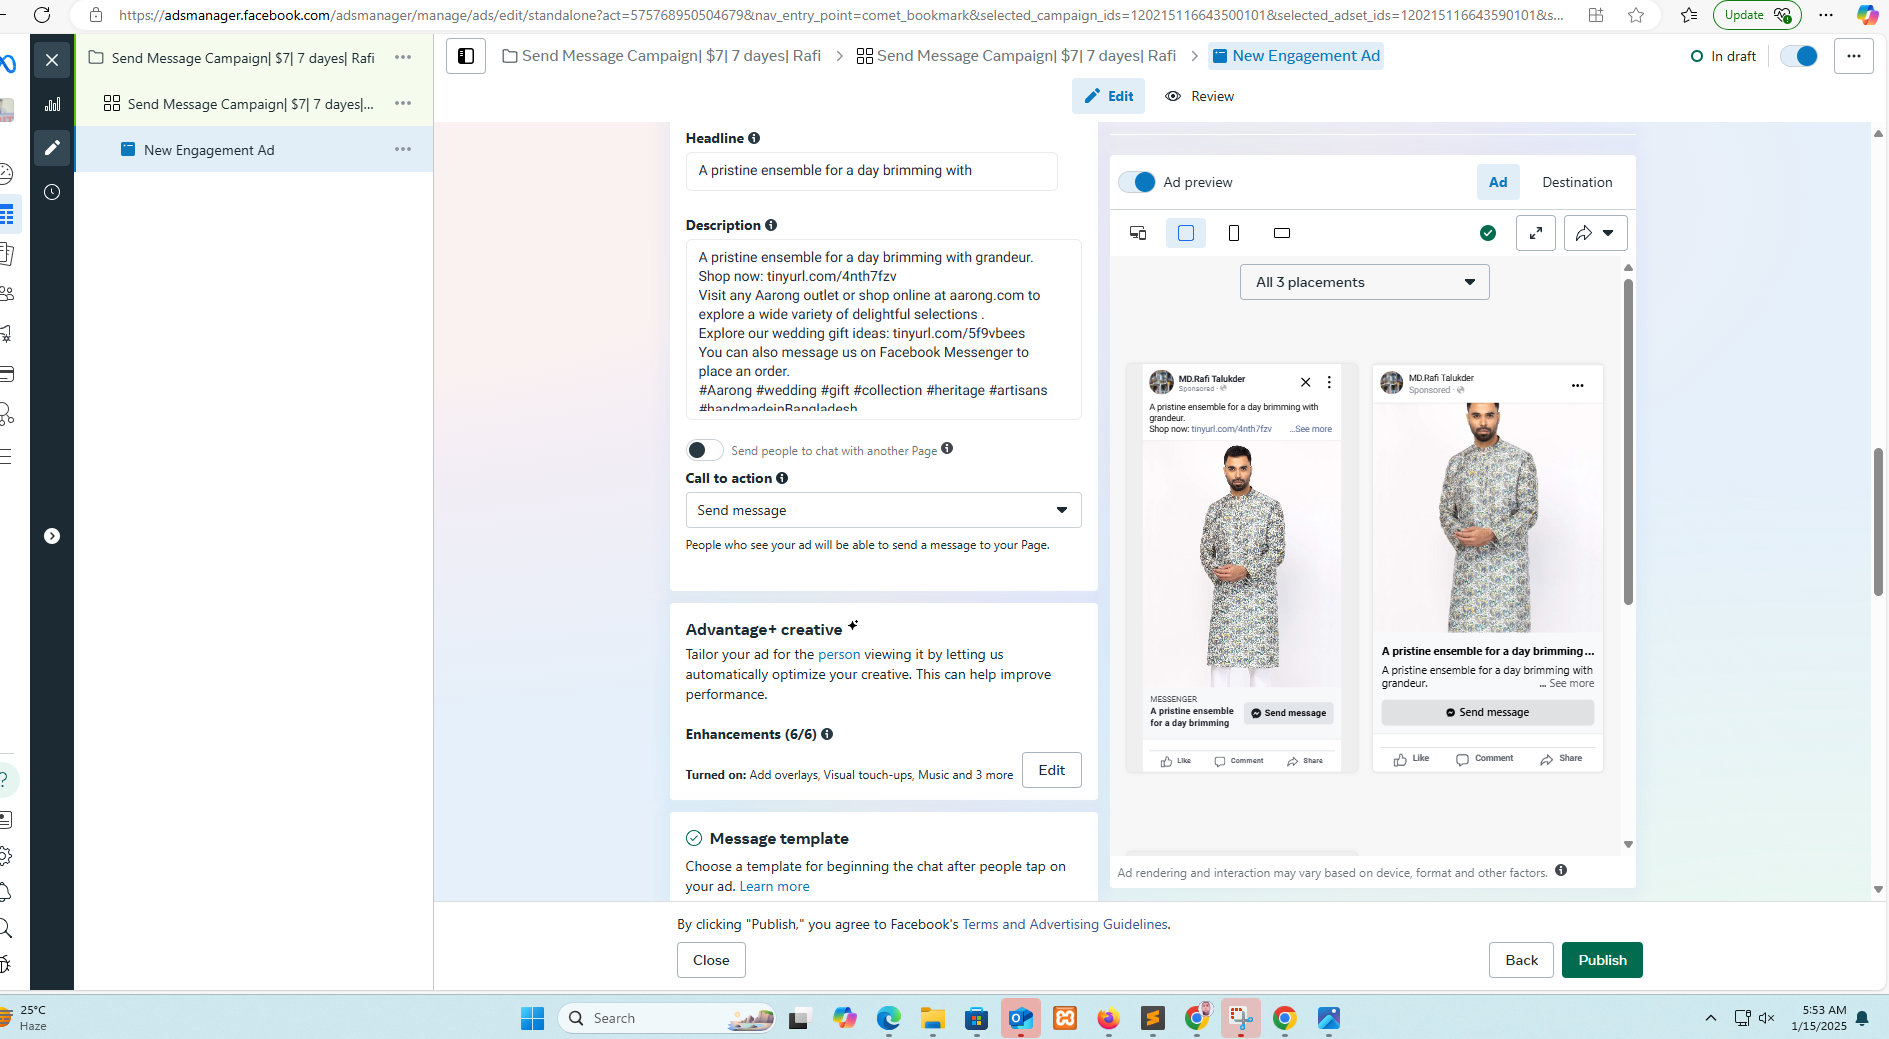 https://adsmanager.facebook.com/adsmanager/manage/ads/edit/standalone?act=575768950504679&nav_entry_point=comet_bookmark&selected_campaign_ids=120215116643500101&selected_adset_ids=120215116643590101&s...
Update
Send Message Campaign| $7| 7 dayes| Rafi
Send Message Campaign| $7| 7 dayes|...
New Engagement Ad
Send Message Campaign| $7| 7 dayes| Rafi
Send Message Campaign| $7| 7 dayes| Rafi
New Engagement Ad
In draft
Edit
Review
Headline
A pristine ensemble for a day brimming with
Description
A pristine ensemble for a day brimming with grandeur.
Shop now: tinyurl.com/4nth7fzv
Visit any Aarong outlet or shop online at aarong.com to
explore a wide variety of delightful selections .
Explore our wedding gift ideas: tinyurl.com/5f9vbees
You can also message us on Facebook Messenger to
place an order.
#Aarong #wedding #gift #collection #heritage #artisans
#handmadeinBangladesh
Send people to chat with another Page
Call to action
Send message
People who see your ad will be able to send a message to your Page.
Advantage+ creative
Tailor your ad for the person viewing it by letting us
automatically optimize your creative. This can help improve
performance.
Enhancements (6/6)
Turned on: Add overlays, Visual touch-ups, Music and 3 more
Edit
Message template
Choose a template for beginning the chat after people tap on
your ad. Learn more
Ad preview
Ad
Destination
All 3 placements
MD.Rafi Talukder
Sponsored ·
A pristine ensemble for a day brimming with
grandeur.
Shop now: tinyurl.com/4nth7fzv ...See more
MESSENGER
A pristine ensemble
for a day brimming
Send message
Like
Comment
Share
MD.Rafi Talukder
Sponsored ·
A pristine ensemble for a day brimming...
A pristine ensemble for a day brimming with
grandeur. ... See more
Send message
Like
Comment
Share
Ad rendering and interaction may vary based on device, format and other factors.
By clicking "Publish," you agree to Facebook's Terms and Advertising Guidelines.
Close
Back
Publish
25°C
Haze
Search
5:53 AM
1/15/2025